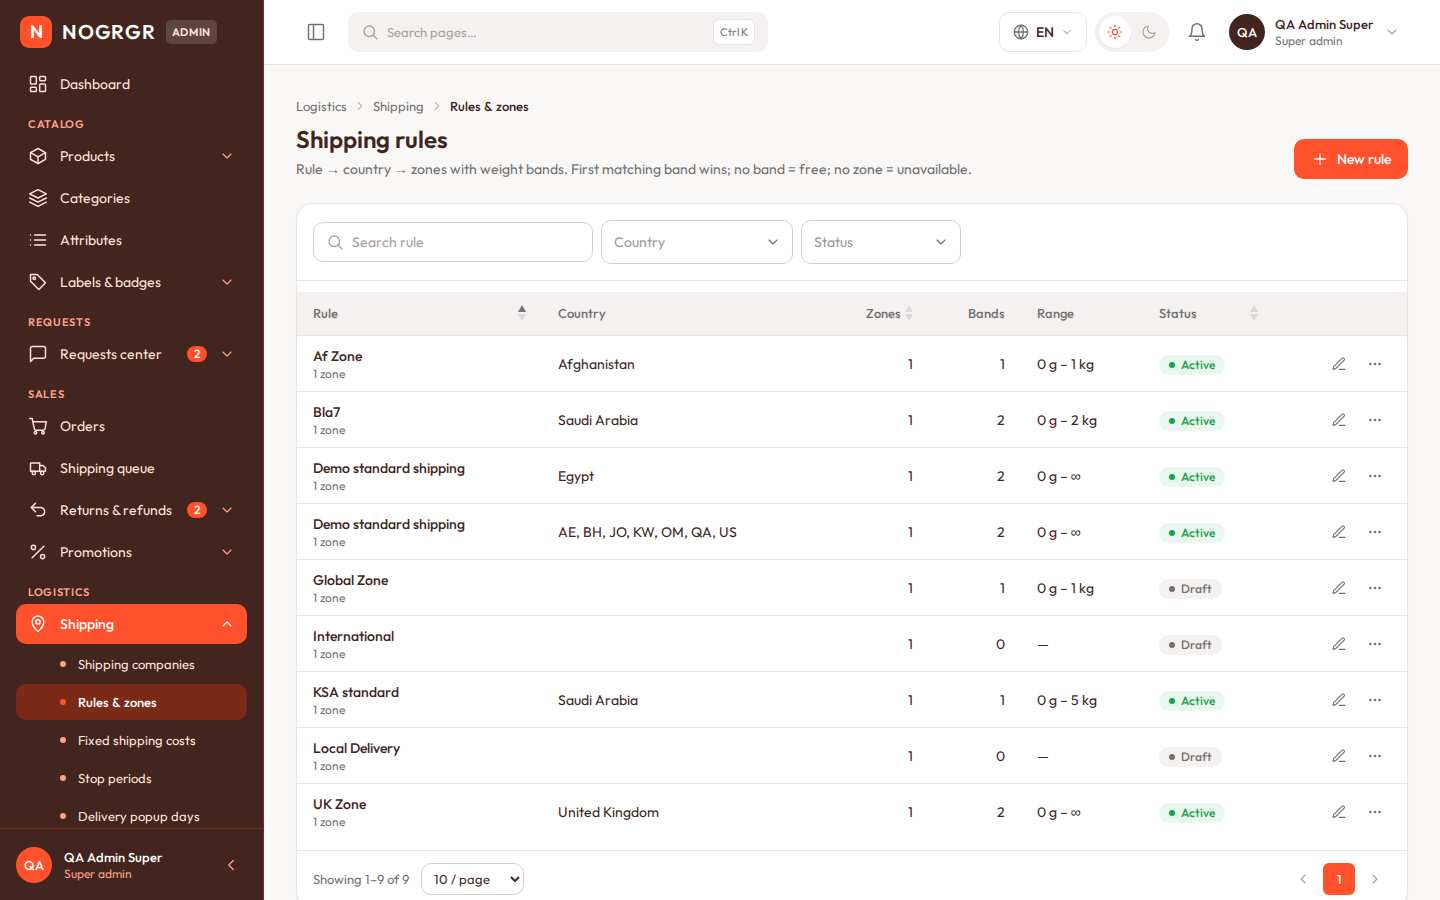 N NOGRGR ADMIN
Search pages... Ctrl K
EN
QA QA Admin Super
Super admin
Dashboard
CATALOG
Products
Categories
Attributes
Labels & badges
REQUESTS
Requests center 2
SALES
Orders
Shipping queue
Returns & refunds 2
Promotions
LOGISTICS
Shipping
Shipping companies
Rules & zones
Fixed shipping costs
Stop periods
Delivery popup days
QA QA Admin Super
Super admin
Logistics > Shipping > Rules & zones
Shipping rules
Rule → country → zones with weight bands. First matching band wins; no band = free; no zone = unavailable.
+ New rule
Search rule Country Status
Rule Country Zones Bands Range Status
Af Zone
1 zone
Afghanistan 1 1 0 g – 1 kg Active
Bla7
1 zone
Saudi Arabia 1 2 0 g – 2 kg Active
Demo standard shipping
1 zone
Egypt 1 2 0 g – ∞ Active
Demo standard shipping
1 zone
AE, BH, JO, KW, OM, QA, US 1 2 0 g – ∞ Active
Global Zone
1 zone
1 1 0 g – 1 kg Draft
International
1 zone
1 0 — Draft
KSA standard
1 zone
Saudi Arabia 1 1 0 g – 5 kg Active
Local Delivery
1 zone
1 0 — Draft
UK Zone
1 zone
United Kingdom 1 2 0 g – ∞ Active
Showing 1–9 of 9 10 / page 1